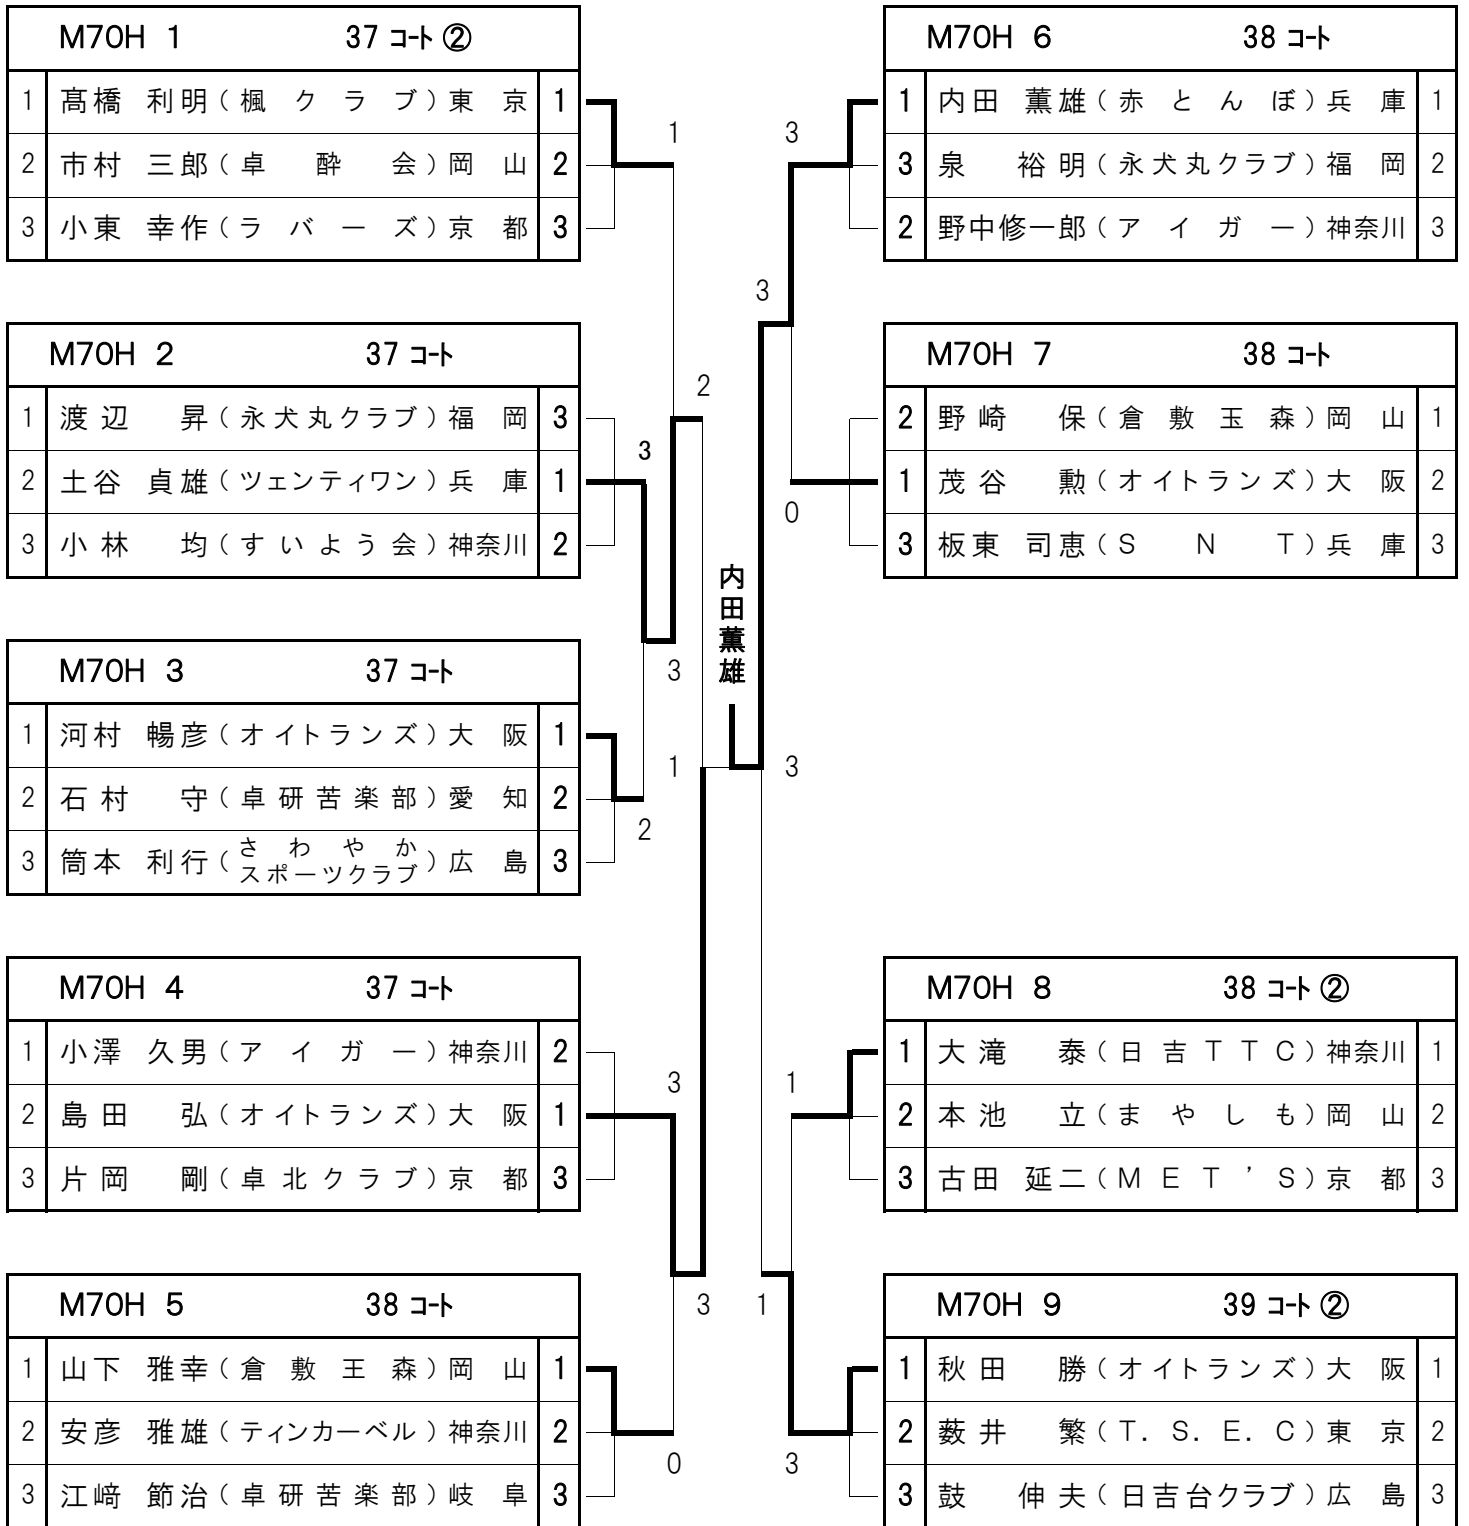 M70H 1 37 コート ②
1 髙橋 利明 ( 楓クラブ ) 東京 1
2 市村 三郎 ( 卓酔会 ) 岡山 2
3 小東 幸作 ( ラバーズ ) 京都 3
M70H 2 37 コート
1 渡辺 昇 ( 永犬丸クラブ ) 福岡 3
2 土谷 貞雄 ( ツェンティワン ) 兵庫 1
3 小林 均 ( すいよう会 ) 神奈川 2
M70H 3 37 コート
1 河村 暢彦 ( オイトランズ ) 大阪 1
2 石村 守 ( 卓研苦楽部 ) 愛知 2
3 筒本 利行 ( さわやかスポーツクラブ ) 広島 3
M70H 4 37 コート
1 小澤 久男 ( アイガー ) 神奈川 2
2 島田 弘 ( オイトランズ ) 大阪 1
3 片岡 剛 ( 卓北クラブ ) 京都 3
M70H 5 38 コート
1 山下 雅幸 ( 倉敷王森 ) 岡山 1
2 安彦 雅雄 ( ティンカーベル ) 神奈川 2
3 江﨑 節治 ( 卓研苦楽部 ) 岐阜 3
1
3
2
3
2
1
3
3
0
内田薫雄
3
3
0
3
1
1
3
M70H 6 38 コート
1 内田 薫雄 ( 赤とんぼ ) 兵庫 1
3 泉 裕明 ( 永犬丸クラブ ) 福岡 2
2 野中修一郎 ( アイガー ) 神奈川 3
M70H 7 38 コート
2 野崎 保 ( 倉敷玉森 ) 岡山 1
1 茂谷 勲 ( オイトランズ ) 大阪 2
3 板東 司恵 ( SNT ) 兵庫 3
M70H 8 38 コート ②
1 大滝 泰 ( 日吉TTC ) 神奈川 1
2 本池 立 ( まやしも ) 岡山 2
3 古田 延二 ( MET'S ) 京都 3
M70H 9 39 コート ②
1 秋田 勝 ( オイトランズ ) 大阪 1
2 薮井 繁 ( T.S.E.C ) 東京 2
3 鼓 伸夫 ( 日吉台クラブ ) 広島 3